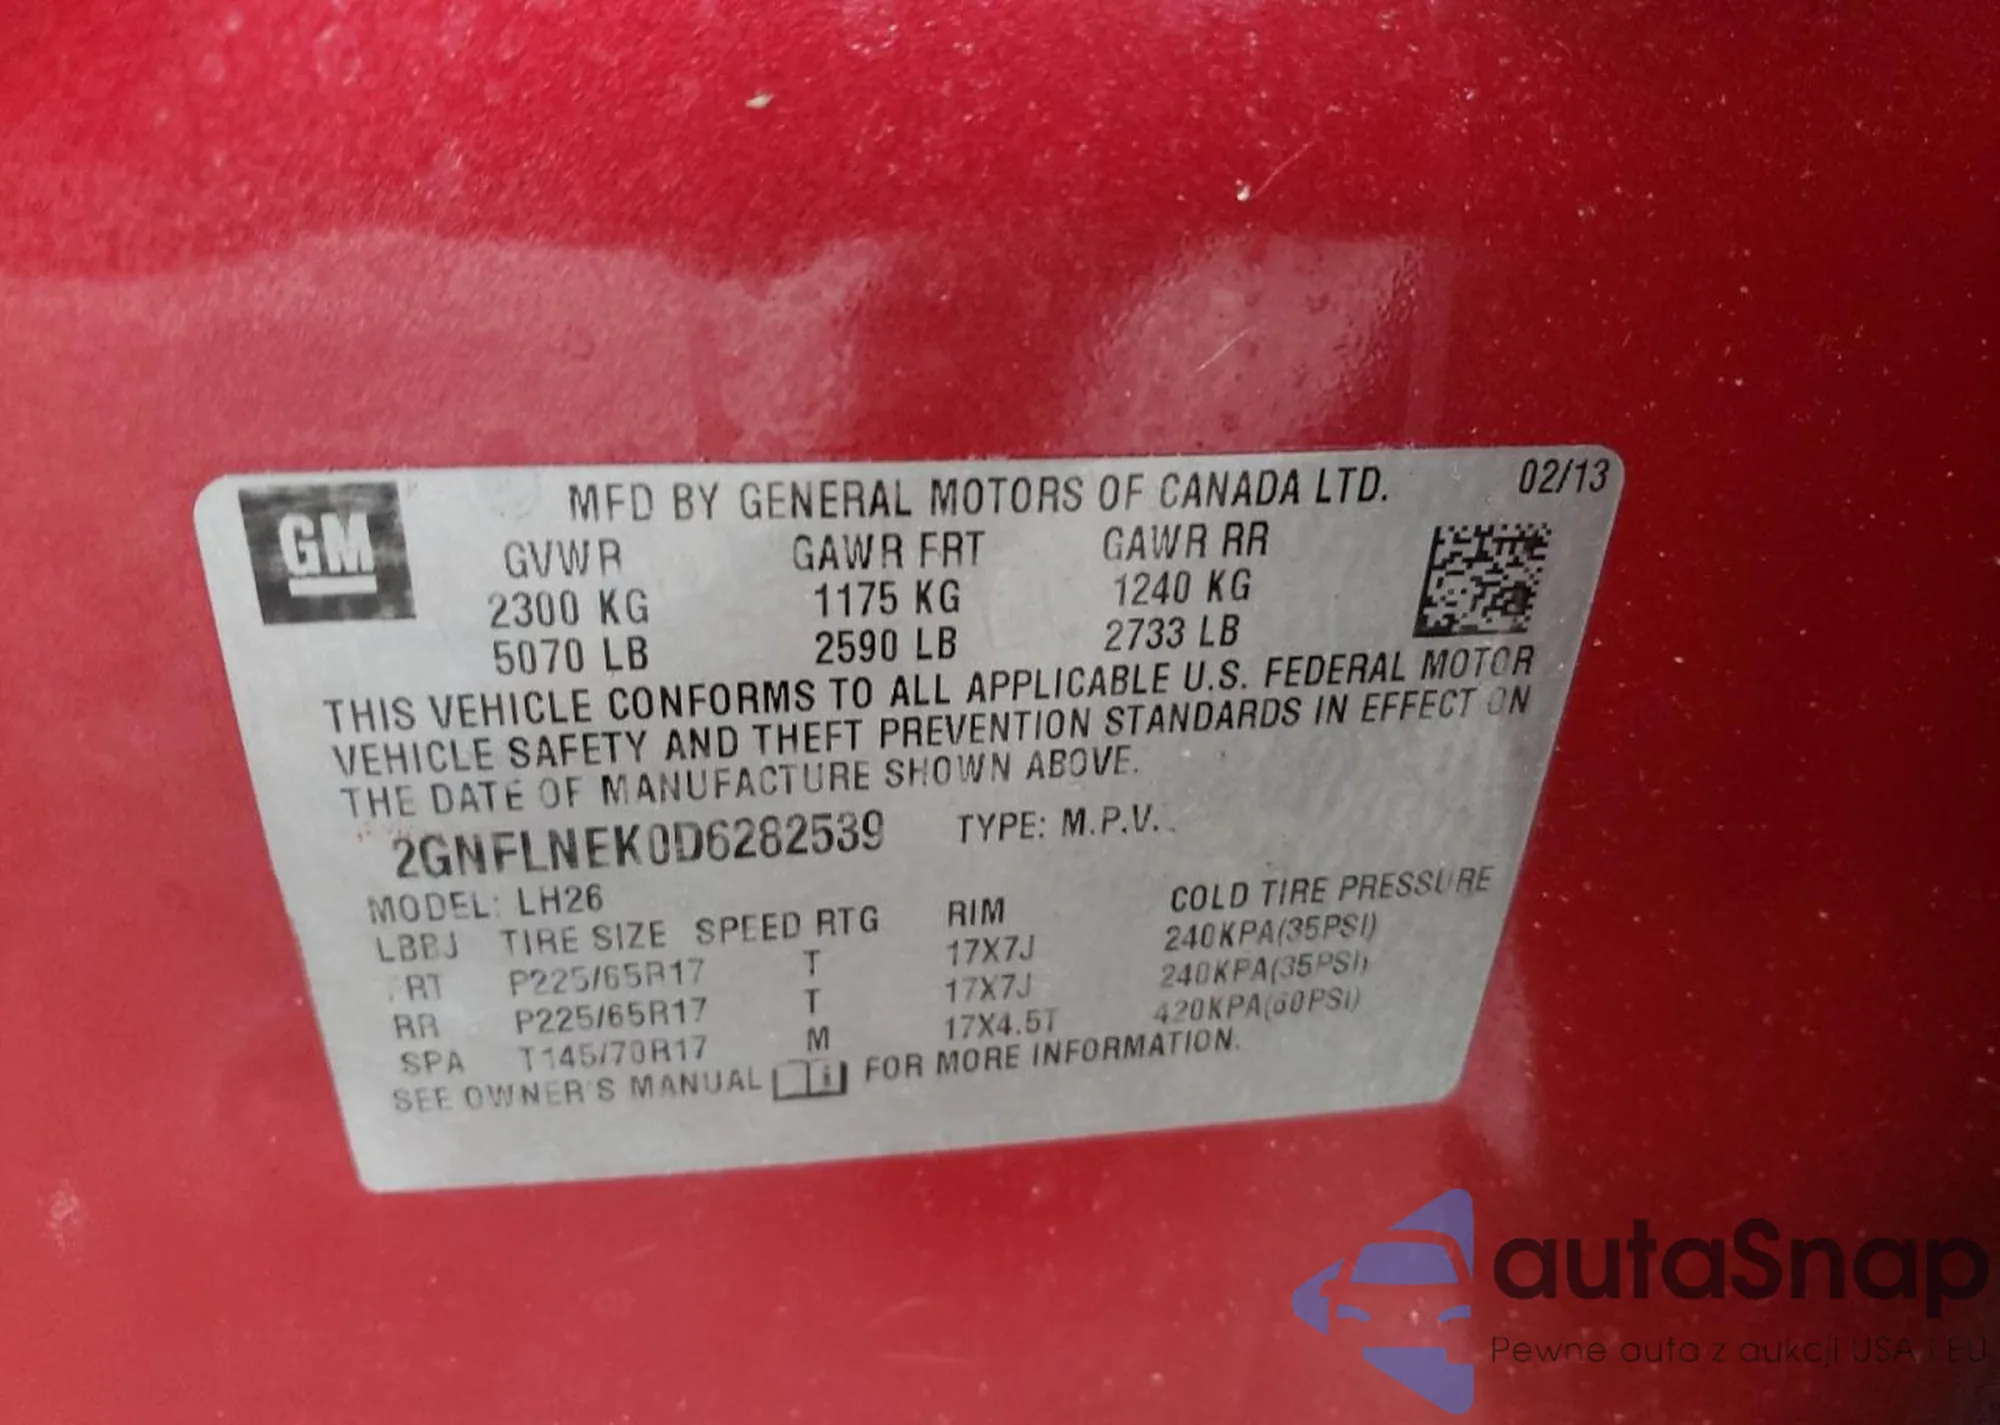 GM
MFD BY GENERAL MOTORS OF CANADA LTD. 02/13
GVWR GAWR FRT GAWR RR
2300 KG 1175 KG 1240 KG
5070 LB 2590 LB 2733 LB
THIS VEHICLE CONFORMS TO ALL APPLICABLE U.S. FEDERAL MOTOR
VEHICLE SAFETY AND THEFT PREVENTION STANDARDS IN EFFECT ON
THE DATE OF MANUFACTURE SHOWN ABOVE.
2GNFLNEK0D6282539 TYPE: M.P.V.
MODEL: LH26
LBBJ TIRE SIZE SPEED RTG RIM COLD TIRE PRESSURE
FRT P225/65R17 T 17X7J 240KPA(35PSI)
RR P225/65R17 T 17X7J 240KPA(35PSI)
SPA T145/70R17 M 17X4.5T 420KPA(60PSI)
SEE OWNER'S MANUAL FOR MORE INFORMATION.
autaSnap
Pewne auta z aukcji USA i EU